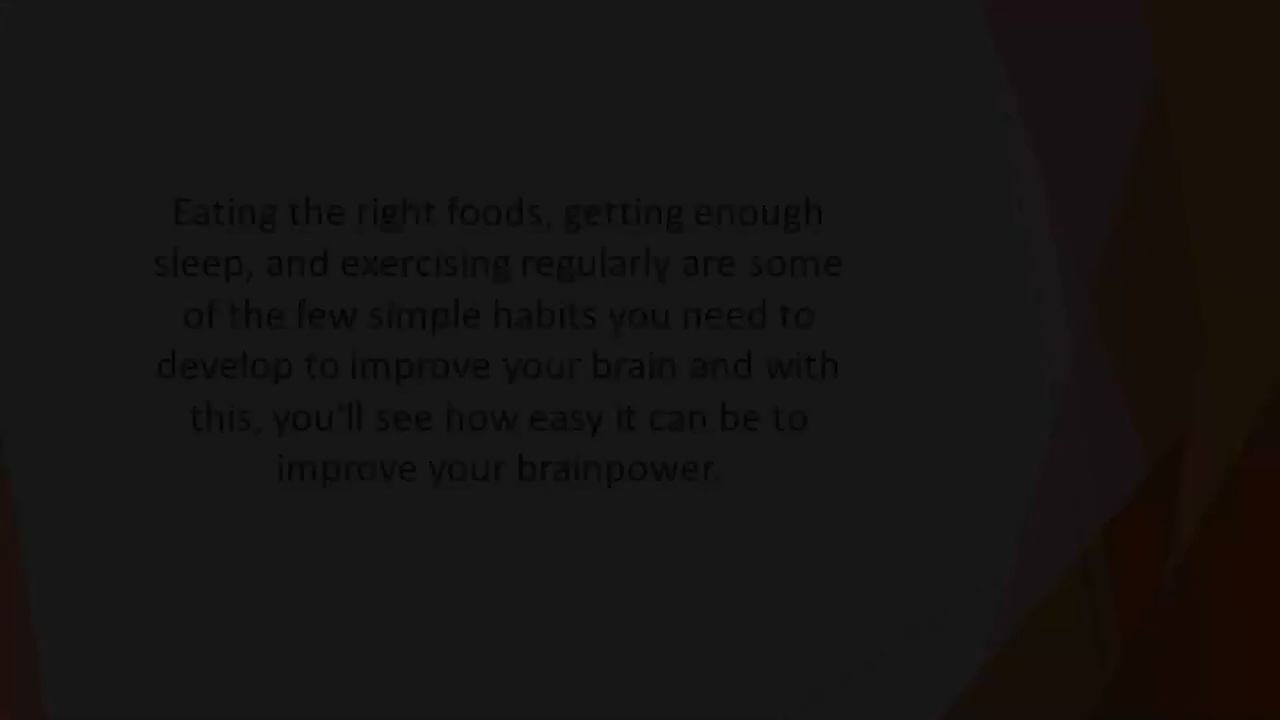 Eating the right foods, getting enough
sleep, and exercising regularly are some
of the few simple habits you need to
develop to improve your brain and with
this, you'll see how easy it can be to
improve your brainpower.